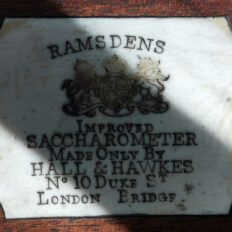 RAMSDENS
IMPROVED
SACCHAROMETER
MADE ONLY BY
HALL & HAWKES
No 10 DUKE ST
LONDON BRIDGE.